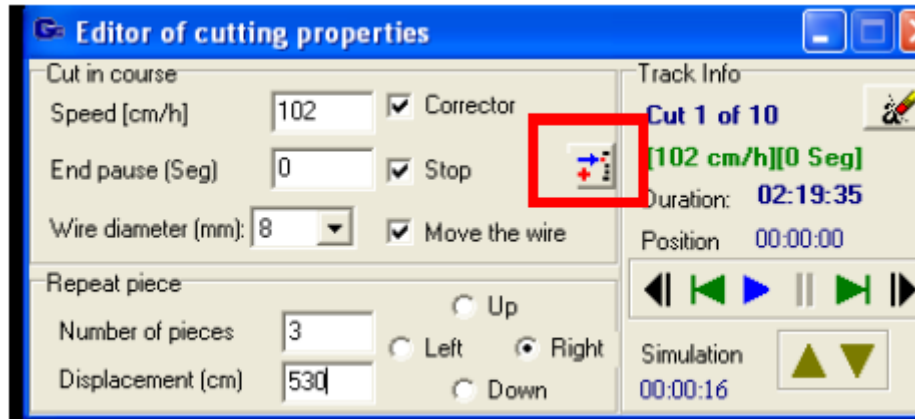 Editor of cutting properties
Cut in course
Speed [cm/h] 102 Corrector
End pause (Seg) 0 Stop
Wire diameter (mm): 8 Move the wire
Repeat piece
Number of pieces 3
Displacement (cm) 530
Up
Left Right
Down
Track Info
Cut 1 of 10
[102 cm/h][0 Seg]
Duration: 02:19:35
Position 00:00:00
Simulation
00:00:16